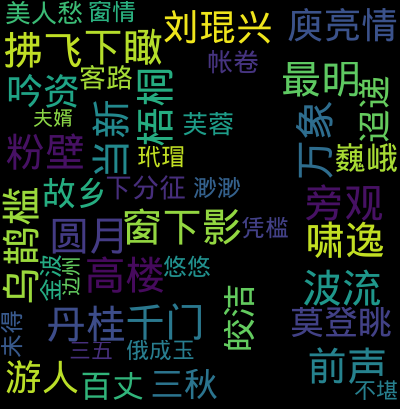 美人愁
窗情
刘琨兴
庾亮情
拂飞下瞰
帐卷
最明
吟资
客路
梧桐
迢递
夫婿
当新
芙蓉
万象
粉壁
玳瑁
巍峨
故乡
下分征
渺渺
旁观
乌鹊槛
窗下影
凭槛
圆月
啸逸
金波
边州
高楼
悠悠
波流
皎洁
丹桂千门
莫登眺
来得
三五
俄成玉
前声
游人
百丈
三秋
不堪